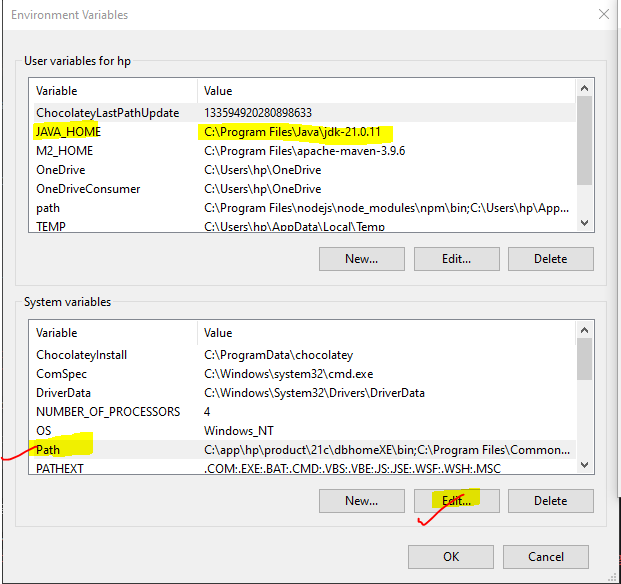 Environment Variables
User variables for hp
Variable Value
ChocolateyLastPathUpdate 133594920280898633
JAVA_HOME C:\Program Files\Java\jdk-21.0.11
M2_HOME C:\Program Files\apache-maven-3.9.6
OneDrive C:\Users\hp\OneDrive
OneDriveConsumer C:\Users\hp\OneDrive
path C:\Program Files\nodejs\node_modules\npm\bin;C:\Users\hp\App...
TEMP C:\Users\hp\AppData\Local\Temp
New... Edit... Delete
System variables
Variable Value
ChocolateyInstall C:\ProgramData\chocolatey
ComSpec C:\Windows\system32\cmd.exe
DriverData C:\Windows\System32\Drivers\DriverData
NUMBER_OF_PROCESSORS 4
OS Windows_NT
Path C:\app\hp\product\21c\dbhomeXE\bin;C:\Program Files\Common...
PATHEXT .COM;.EXE;.BAT;.CMD;.VBS;.VBE;.JS;.JSE;.WSF;.WSH;.MSC
New... Edit... Delete
OK Cancel